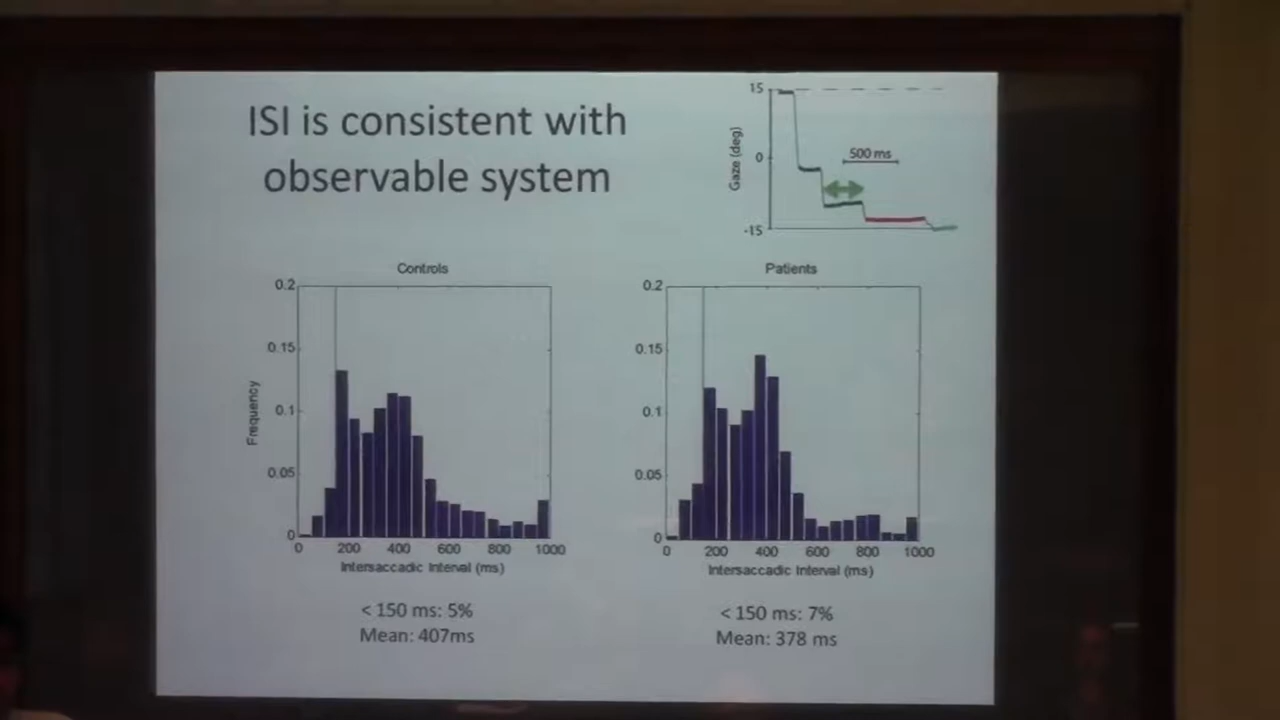 ISI is consistent with
observable system
15
Gaze (deg)
0
500 ms
-15
Controls
0.2
0.15
Frequency
0.1
0.05
0
0 200 400 600 800 1000
Intersaccadic Interval (ms)
< 150 ms: 5%
Mean: 407ms
Patients
0.2
0.15
0.1
0.05
0
0 200 400 600 800 1000
Intersaccadic Interval (ms)
< 150 ms: 7%
Mean: 378 ms